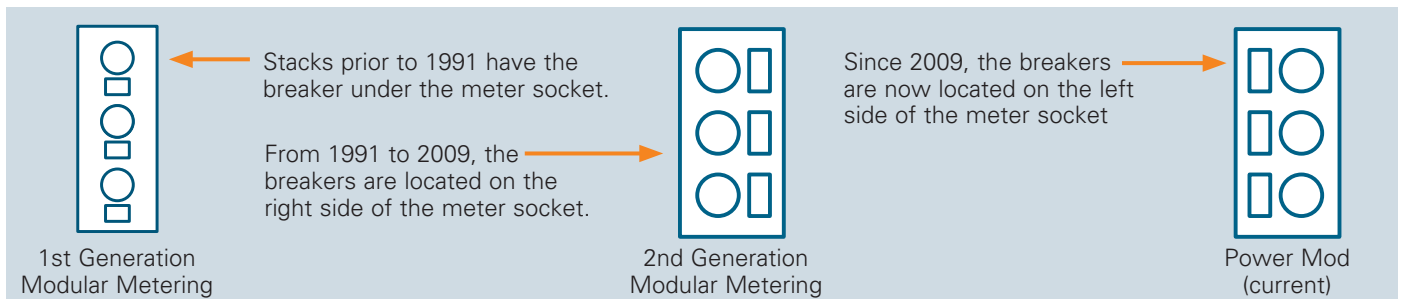 Stacks prior to 1991 have the
breaker under the meter socket.
From 1991 to 2009, the
breakers are located on the
right side of the meter socket.
Since 2009, the breakers
are now located on the left
side of the meter socket
1st Generation
Modular Metering
2nd Generation
Modular Metering
Power Mod
(current)